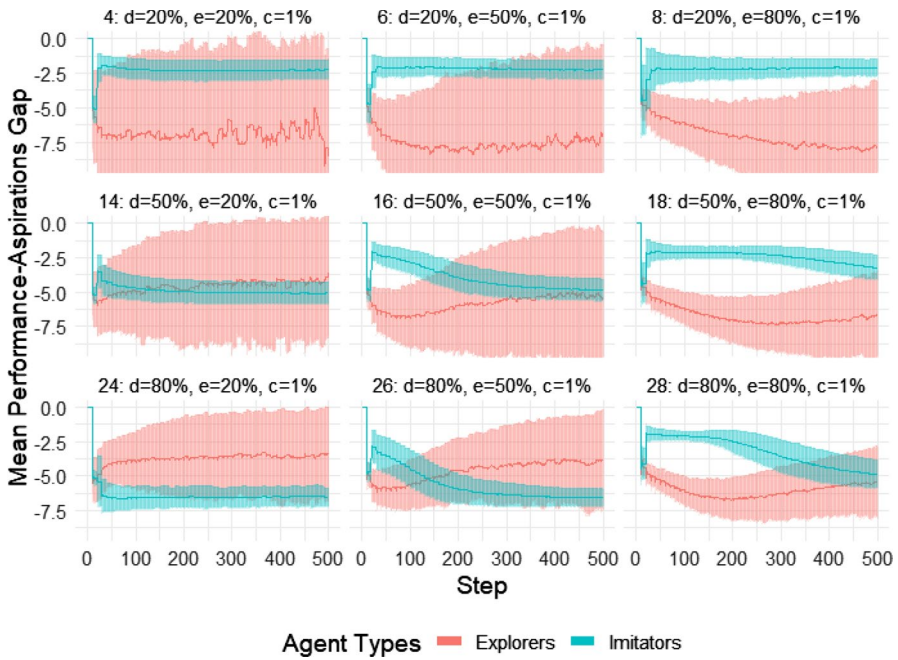 4: d=20%, e=20%, c=1% 6: d=20%, e=50%, c=1% 8: d=20%, e=80%, c=1%
0.0
-2.5
-5.0
-7.5
14: d=50%, e=20%, c=1% 16: d=50%, e=50%, c=1% 18: d=50%, e=80%, c=1%
0.0
-2.5
-5.0
-7.5
24: d=80%, e=20%, c=1% 26: d=80%, e=50%, c=1% 28: d=80%, e=80%, c=1%
0.0
-2.5
-5.0
-7.5
Mean Performance-Aspirations Gap
0 100 200 300 400 500 0 100 200 300 400 500 0 100 200 300 400 500
Step
Agent Types Explorers Imitators